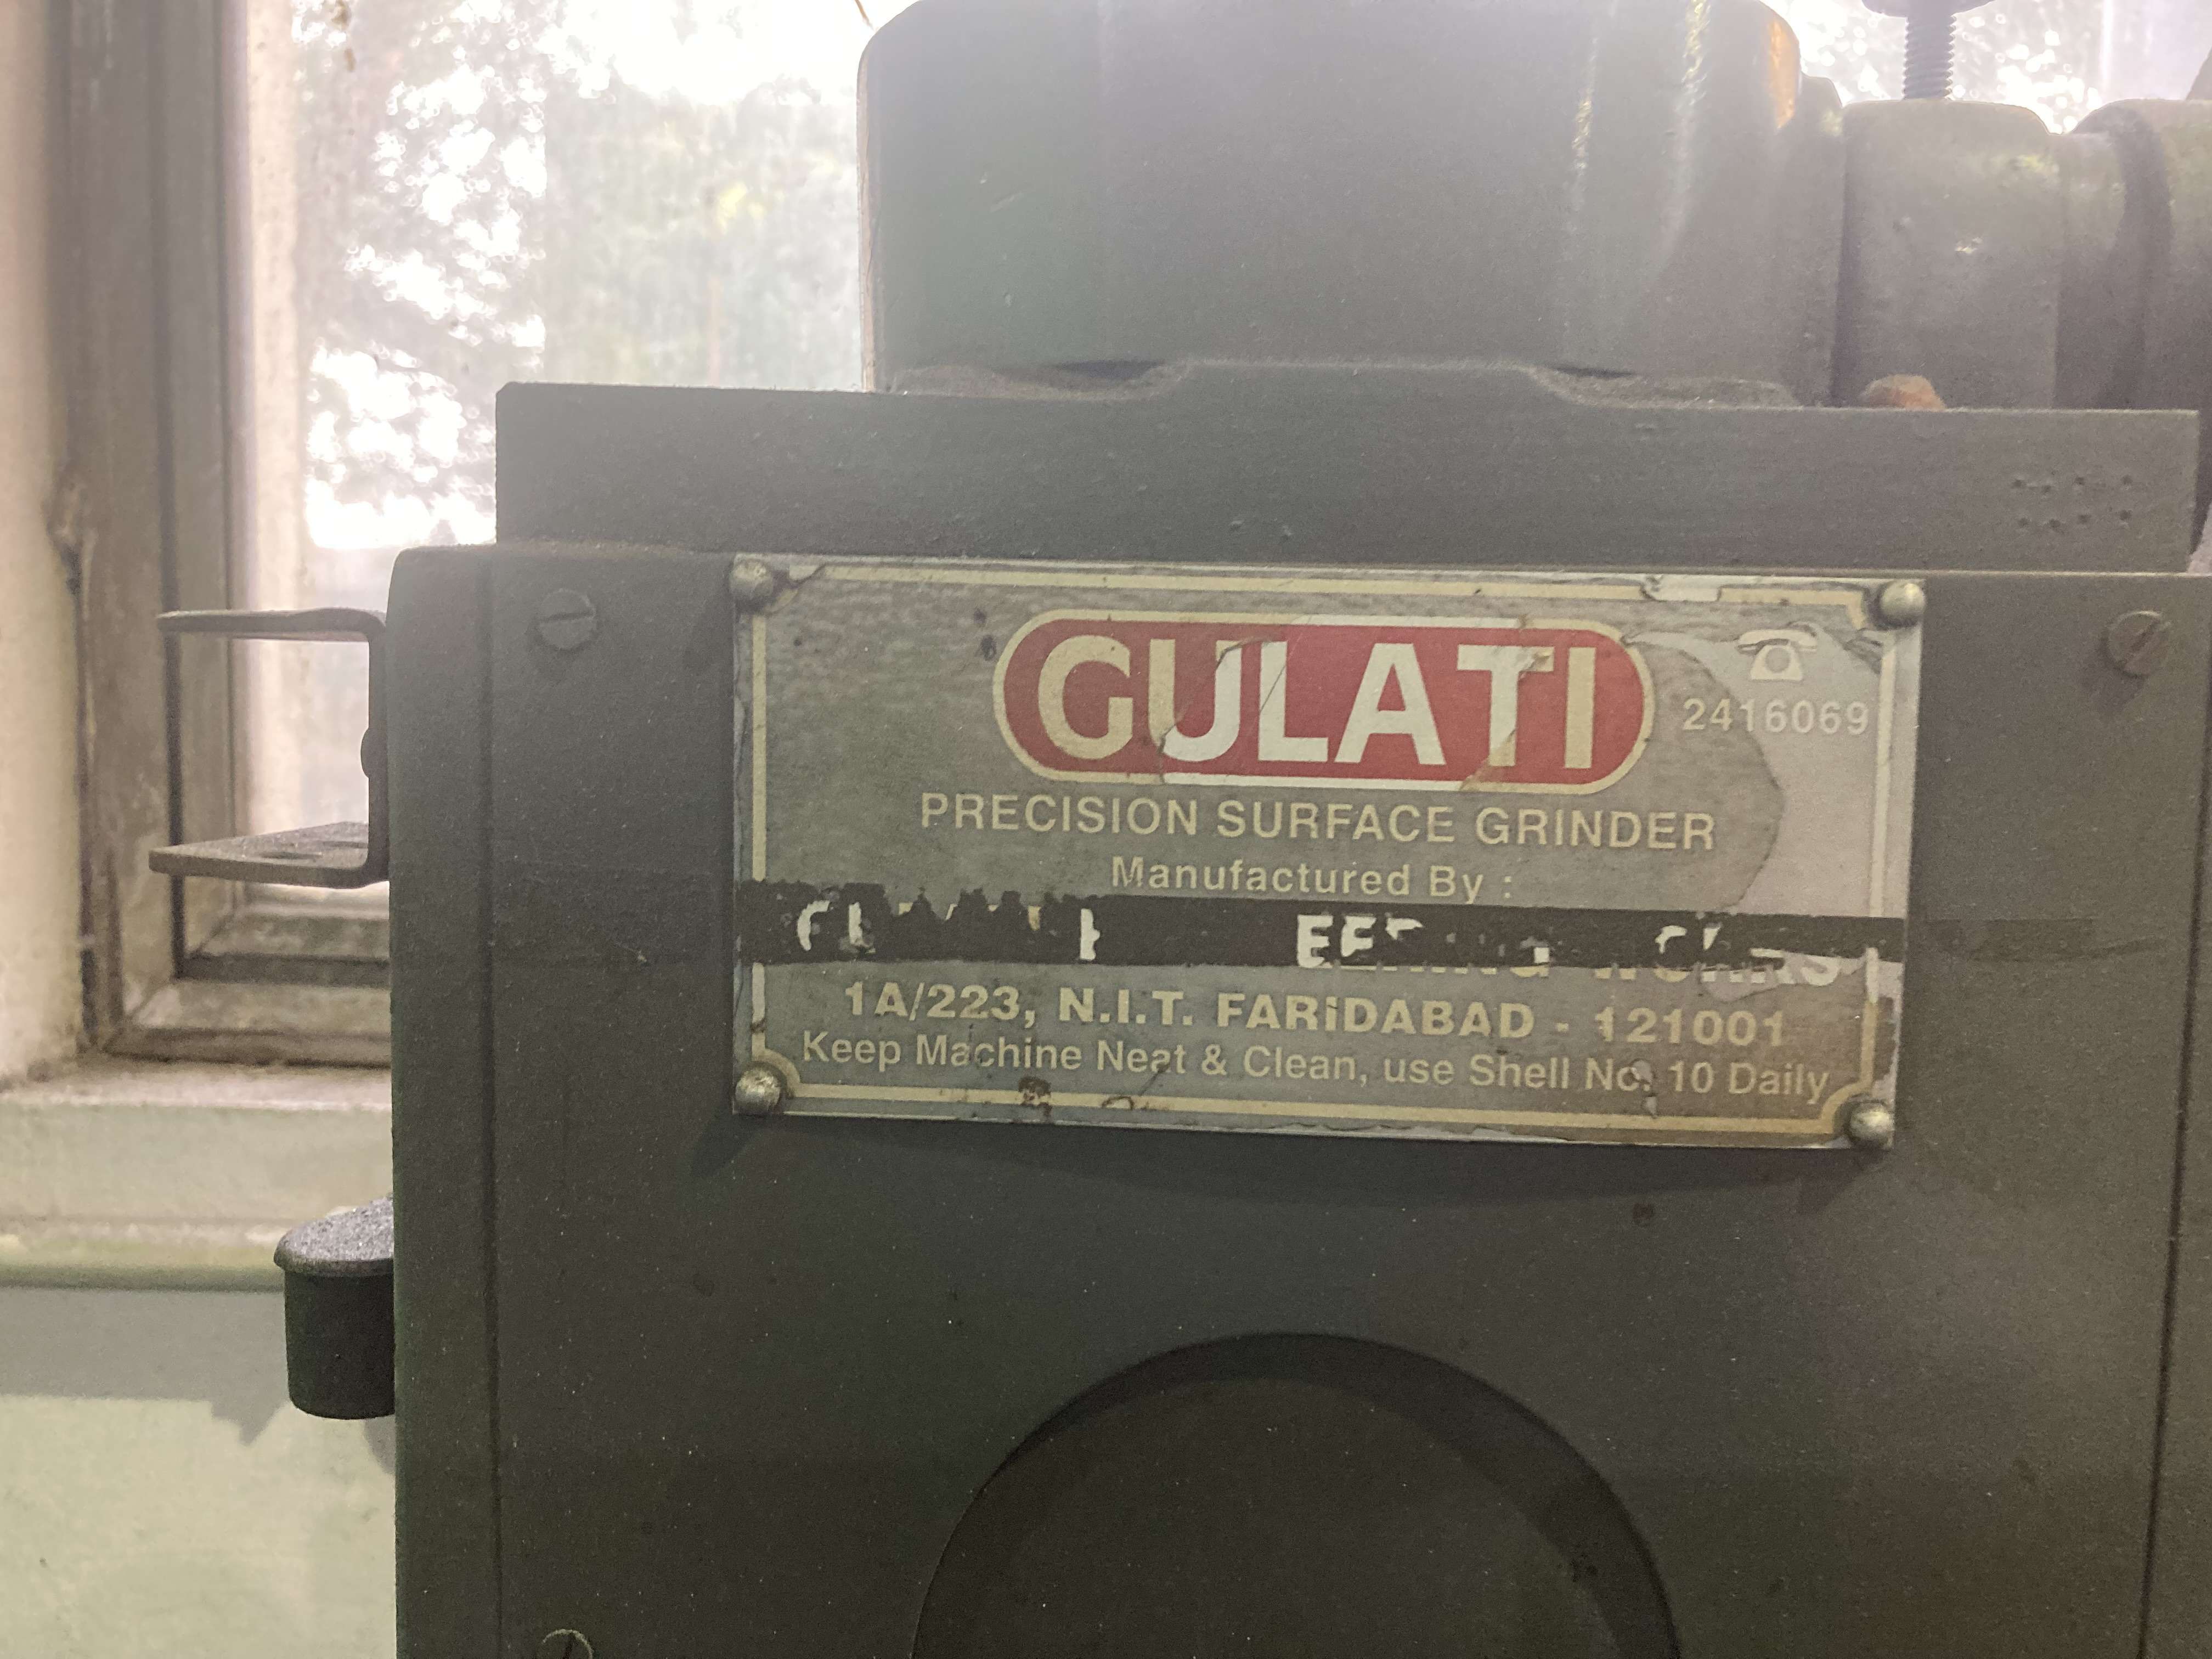 GULATI
2416069
PRECISION SURFACE GRINDER
Manufactured By :
1A/223, N.I.T. FARIDABAD - 121001
Keep Machine Neat & Clean, use Shell No. 10 Daily